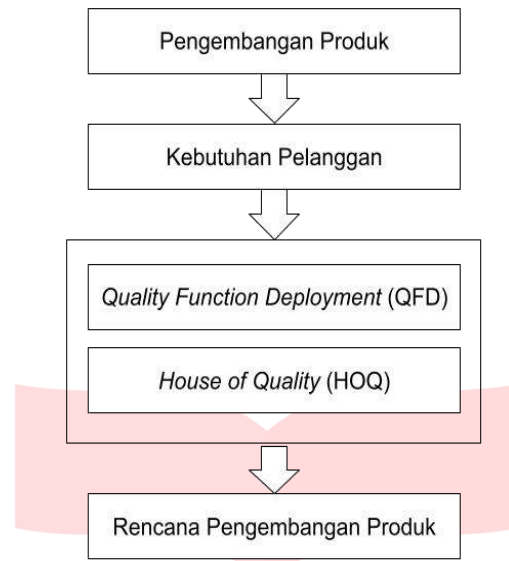 Pengembangan Produk
Kebutuhan Pelanggan
Quality Function Deployment (QFD)
House of Quality (HOQ)
Rencana Pengembangan Produk